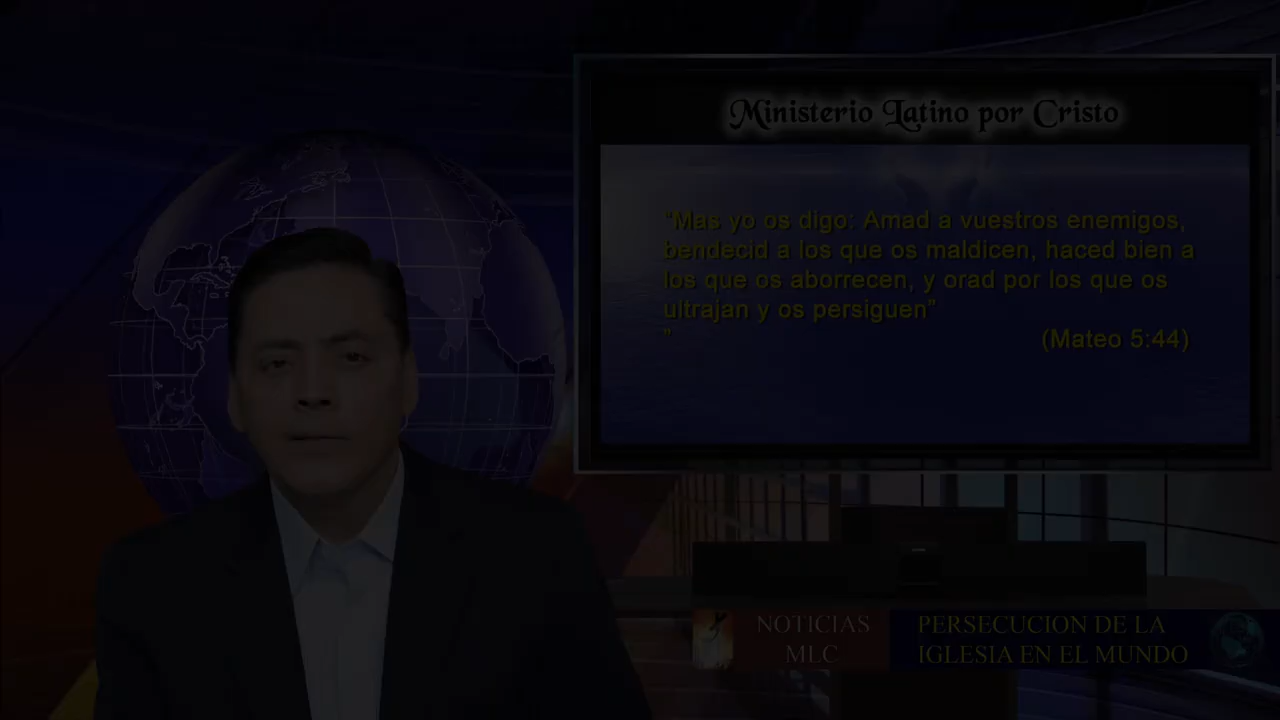 Ministerio Latino por Cristo
“Mas yo os digo: Amad a vuestros enemigos,
bendecid a los que os maldicen, haced bien a
los que os aborrecen, y orad por los que os
ultrajan y os persiguen”
”
(Mateo 5:44)
NOTICIAS
MLC
PERSECUCION DE LA
IGLESIA EN EL MUNDO